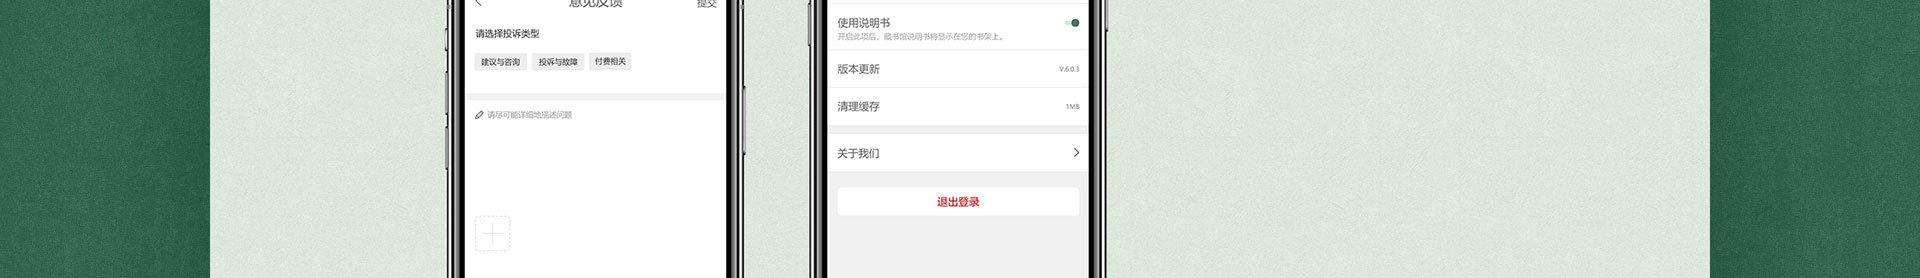 意见反馈
提交
请选择投诉类型
建议与咨询
投诉与故障
付费相关
请尽可能详细地描述问题
使用说明书
开启此项后，藏书馆说明书将显示在您的书架上。
版本更新
V.6.0.3
清理缓存
1MB
关于我们
退出登录